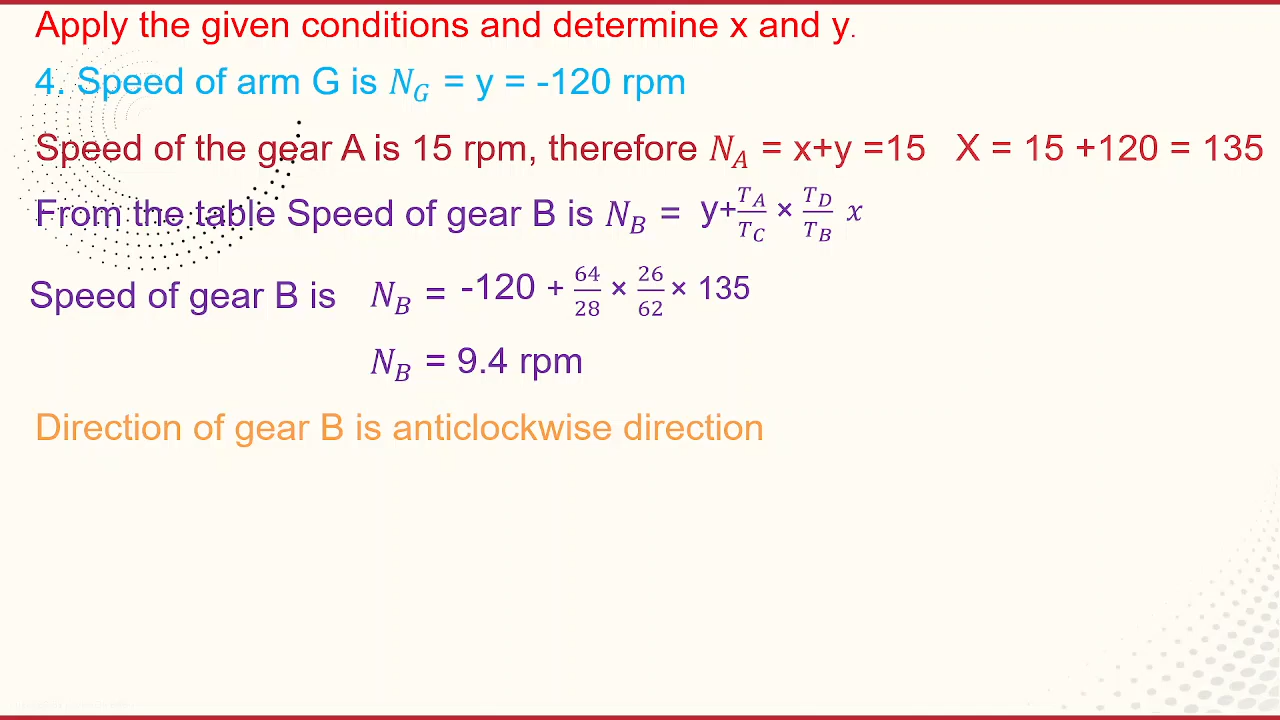 Apply the given conditions and determine x and y.
4. Speed of arm G is N_G = y = -120 rpm
Speed of the gear A is 15 rpm, therefore N_A = x+y =15 X = 15 +120 = 135
From the table Speed of gear B is N_B = y+ T_A/T_C × T_D/T_B x
Speed of gear B is N_B = -120 + 64/28 × 26/62 × 135
N_B = 9.4 rpm
Direction of gear B is anticlockwise direction